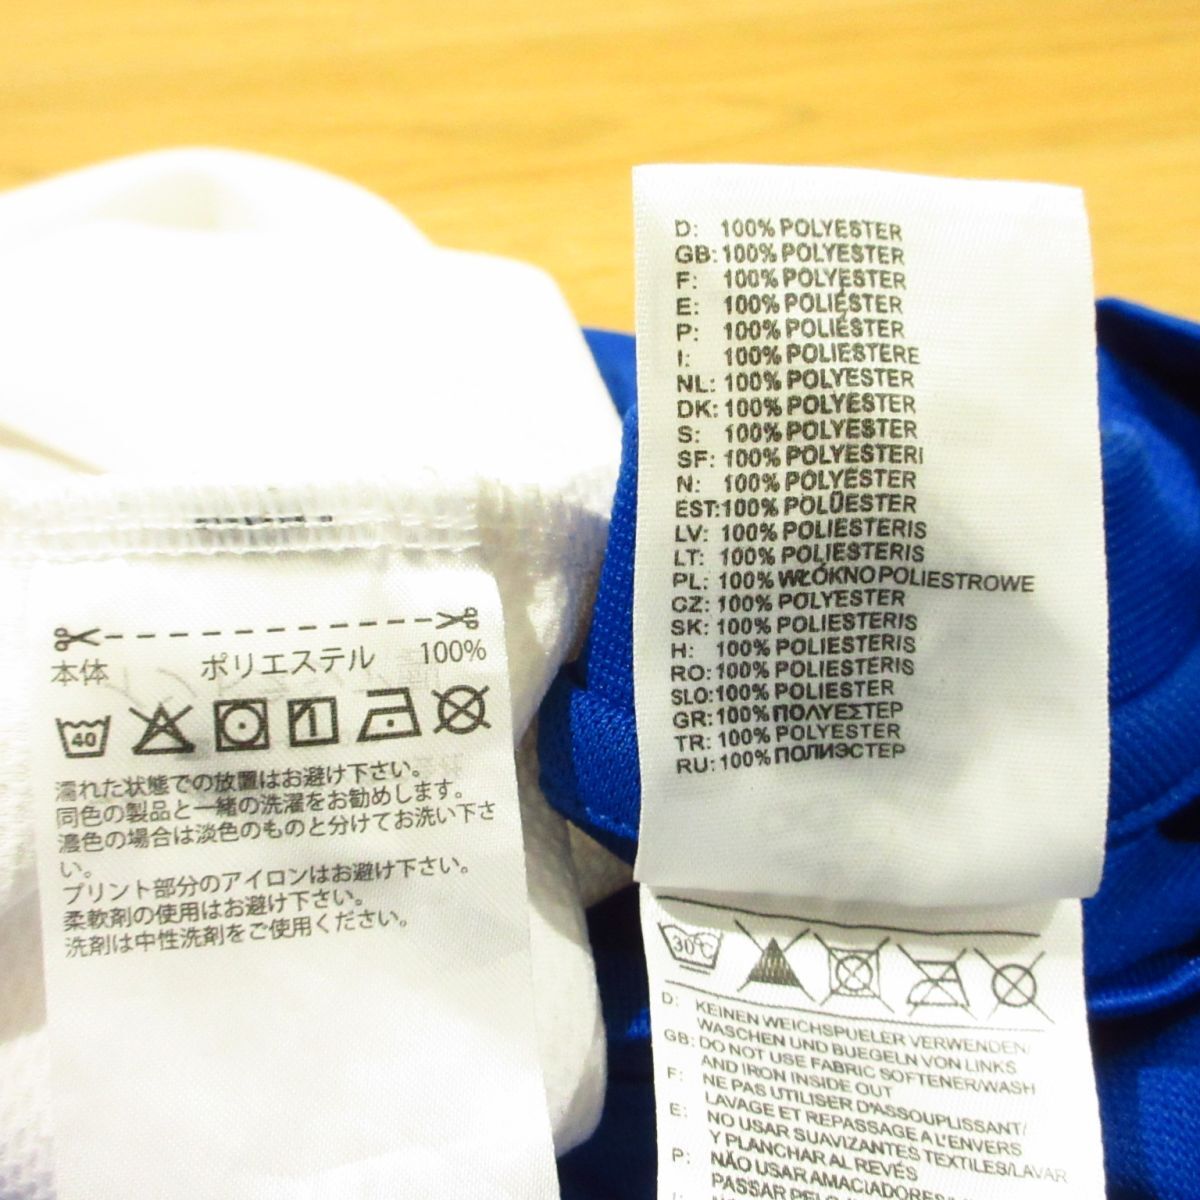 本体 ポリエステル 100%
40
濡れた状態での放置はお避け下さい。
同色の製品と一緒の洗濯をお勧めします。
濃色の場合は淡色のものと分けてお洗い下さ
い。
プリント部分のアイロンはお避け下さい。
柔軟剤の使用はお避け下さい。
洗剤は中性洗剤をご使用ください。
D: 100% POLYESTER
GB: 100% POLYESTER
F: 100% POLYESTER
E: 100% POLIÉSTER
P: 100% POLIÉSTER
I: 100% POLIESTERE
NL: 100% POLYESTER
DK: 100% POLYESTER
S: 100% POLYESTER
SF: 100% POLYESTERI
N: 100% POLYESTER
EST: 100% POLÜESTER
LV: 100% POLIESTERIS
LT: 100% POLIESTERIS
PL: 100% WŁÓKNO POLIESTROWE
CZ: 100% POLYESTER
SK: 100% POLIESTERIS
H: 100% POLIESTERIS
RO: 100% POLIESTERIS
SLO: 100% POLIESTER
GR: 100% ΠΟΛΥΕΣΤΕΡ
TR: 100% POLYESTER
RU: 100% ПОЛИЭСТЕР
30°C
D: KEINEN WEICHSPUELER VERWENDEN/
WASCHEN UND BUEGELN VON LINKS
GB: DO NOT USE FABRIC SOFTENER/WASH
AND IRON INSIDE OUT
F: NE PAS UTILISER D'ASSOUPLISSANT/
LAVAGE ET REPASSAGE A L'ENVERS
E: NO USAR SUAVIZANTES TEXTILES/LAVAR
Y PLANCHAR AL REVÉS
P: NÃO USAR AMACIADORES/
PASSAR PELO